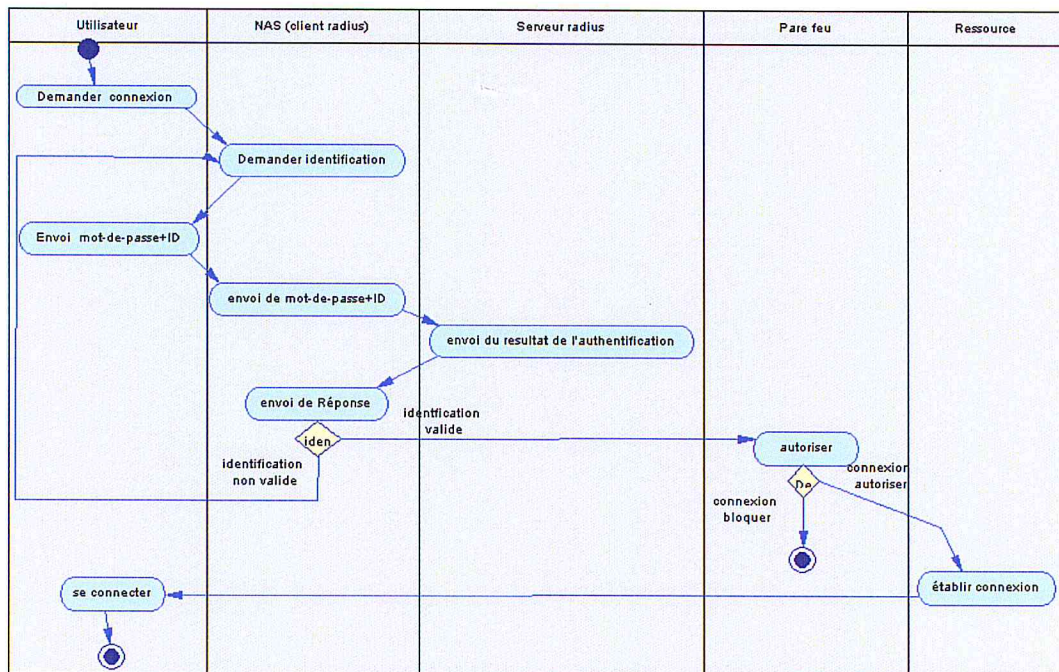 Utilisateur
NAS (client radius)
Serveur radius
Pare feu
Ressource
Demander connexion
Demander identification
Envoi mot-de-passe+ID
envoi de mot-de-passe+ID
envoi du resultat de l'authentification
envoi de Réponse
identfication
valide
iden
identification
non valide
autoriser
connexion
autoriser
De
connexion
bloquer
se connecter
établir connexion